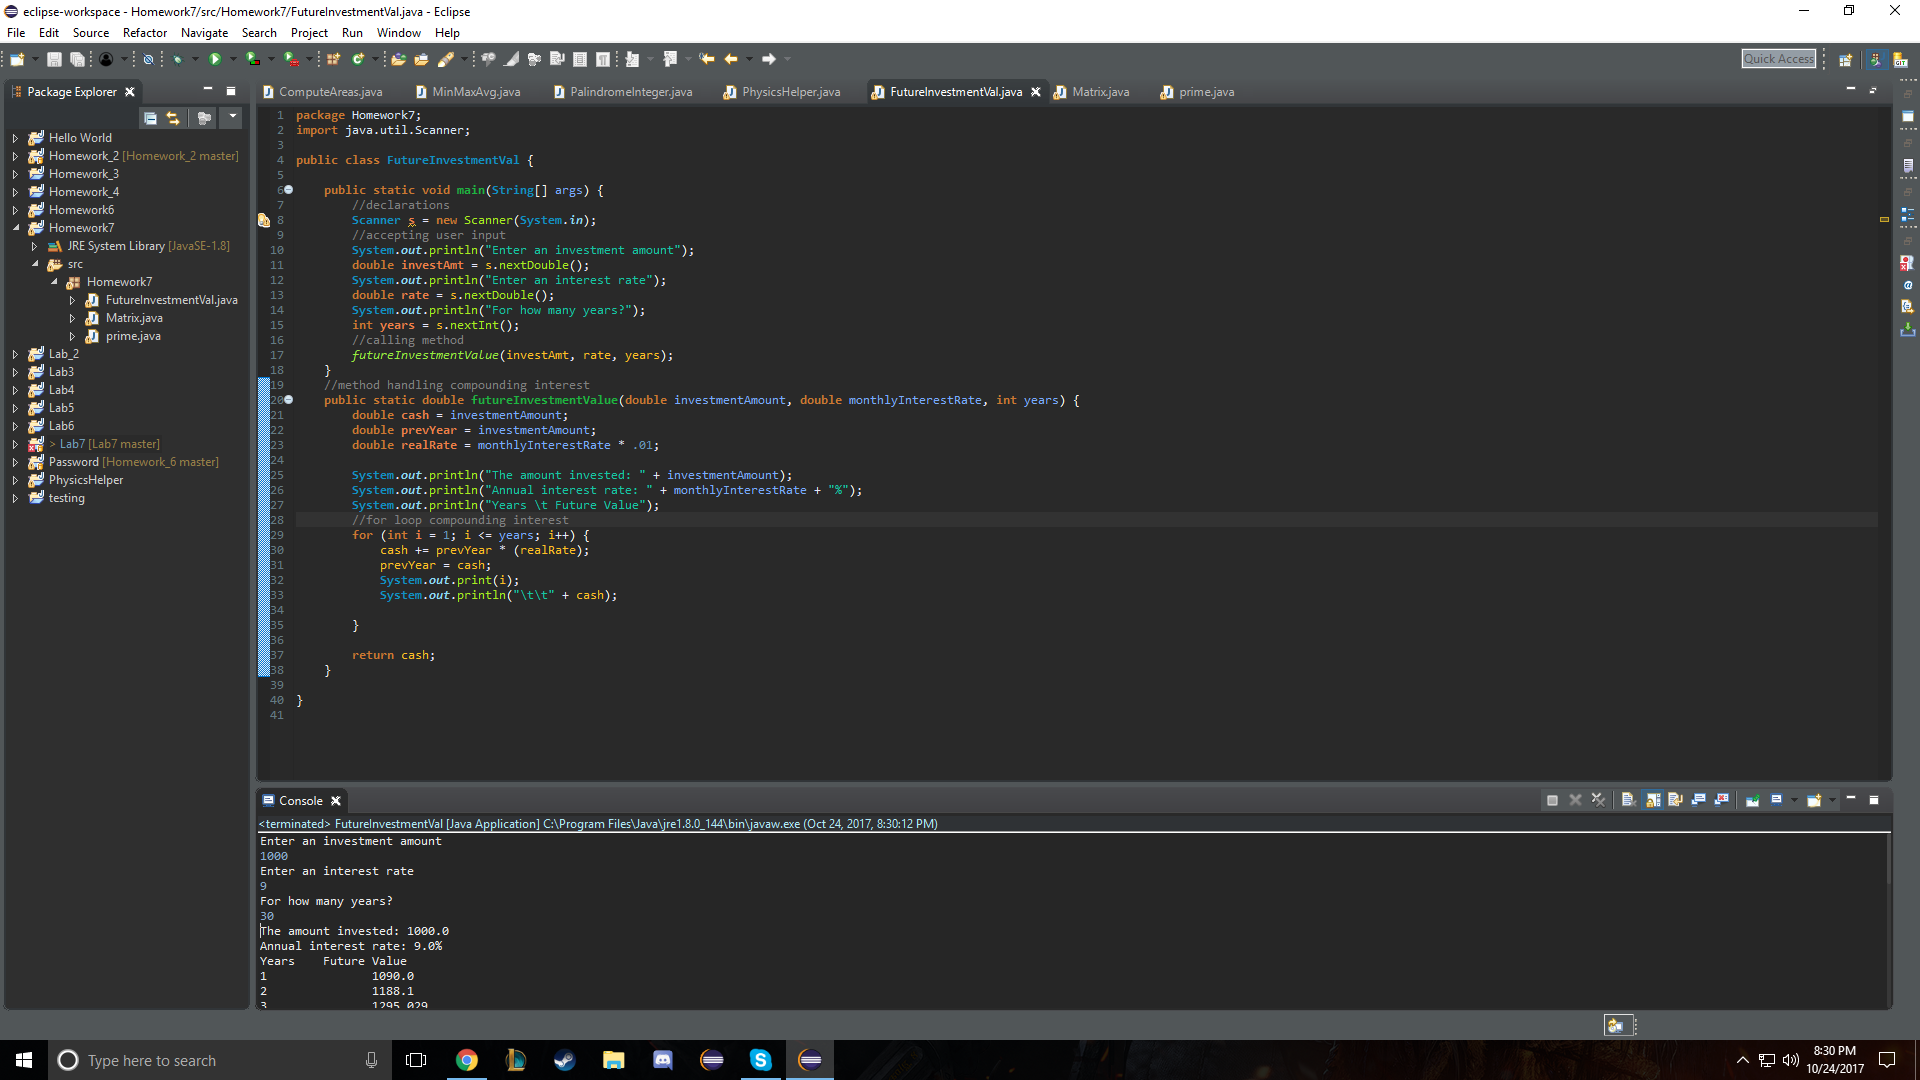 eclipse-workspace - Homework7/src/Homework7/FutureInvestmentVal.java - Eclipse
File Edit Source Refactor Navigate Search Project Run Window Help
Quick Access
Package Explorer
ComputeAreas.java MinMaxAvg.java PalindromeInteger.java PhysicsHelper.java FutureInvestmentVal.java Matrix.java prime.java
Hello World
Homework_2 [Homework_2 master]
Homework_3
Homework_4
Homework6
Homework7
JRE System Library [JavaSE-1.8]
src
Homework7
FutureInvestmentVal.java
Matrix.java
prime.java
Lab_2
Lab3
Lab4
Lab5
Lab6
> Lab7 [Lab7 master]
Password [Homework_6 master]
PhysicsHelper
testing
1 package Homework7;
2 import java.util.Scanner;
3
4 public class FutureInvestmentVal {
5
6 public static void main(String[] args) {
7 //declarations
8 Scanner s = new Scanner(System.in);
9 //accepting user input
10 System.out.println("Enter an investment amount");
11 double investAmt = s.nextDouble();
12 System.out.println("Enter an interest rate");
13 double rate = s.nextDouble();
14 System.out.println("For how many years?");
15 int years = s.nextInt();
16 //calling method
17 futureInvestmentValue(investAmt, rate, years);
18 }
19 //method handling compounding interest
20 public static double futureInvestmentValue(double investmentAmount, double monthlyInterestRate, int years) {
21 double cash = investmentAmount;
22 double prevYear = investmentAmount;
23 double realRate = monthlyInterestRate * .01;
24
25 System.out.println("The amount invested: " + investmentAmount);
26 System.out.println("Annual interest rate: " + monthlyInterestRate + "%");
27 System.out.println("Years \t Future Value");
28 //for loop compounding interest
29 for (int i = 1; i <= years; i++) {
30 cash += prevYear * (realRate);
31 prevYear = cash;
32 System.out.print(i);
33 System.out.println("\t\t" + cash);
34
35 }
36
37 return cash;
38 }
39
40 }
41
Console
<terminated> FutureInvestmentVal [Java Application] C:\Program Files\Java\jre1.8.0_144\bin\javaw.exe (Oct 24, 2017, 8:30:12 PM)
Enter an investment amount
1000
Enter an interest rate
9
For how many years?
30
The amount invested: 1000.0
Annual interest rate: 9.0%
Years Future Value
1 1090.0
2 1188.1
3 1295.029
Type here to search
8:30 PM
10/24/2017